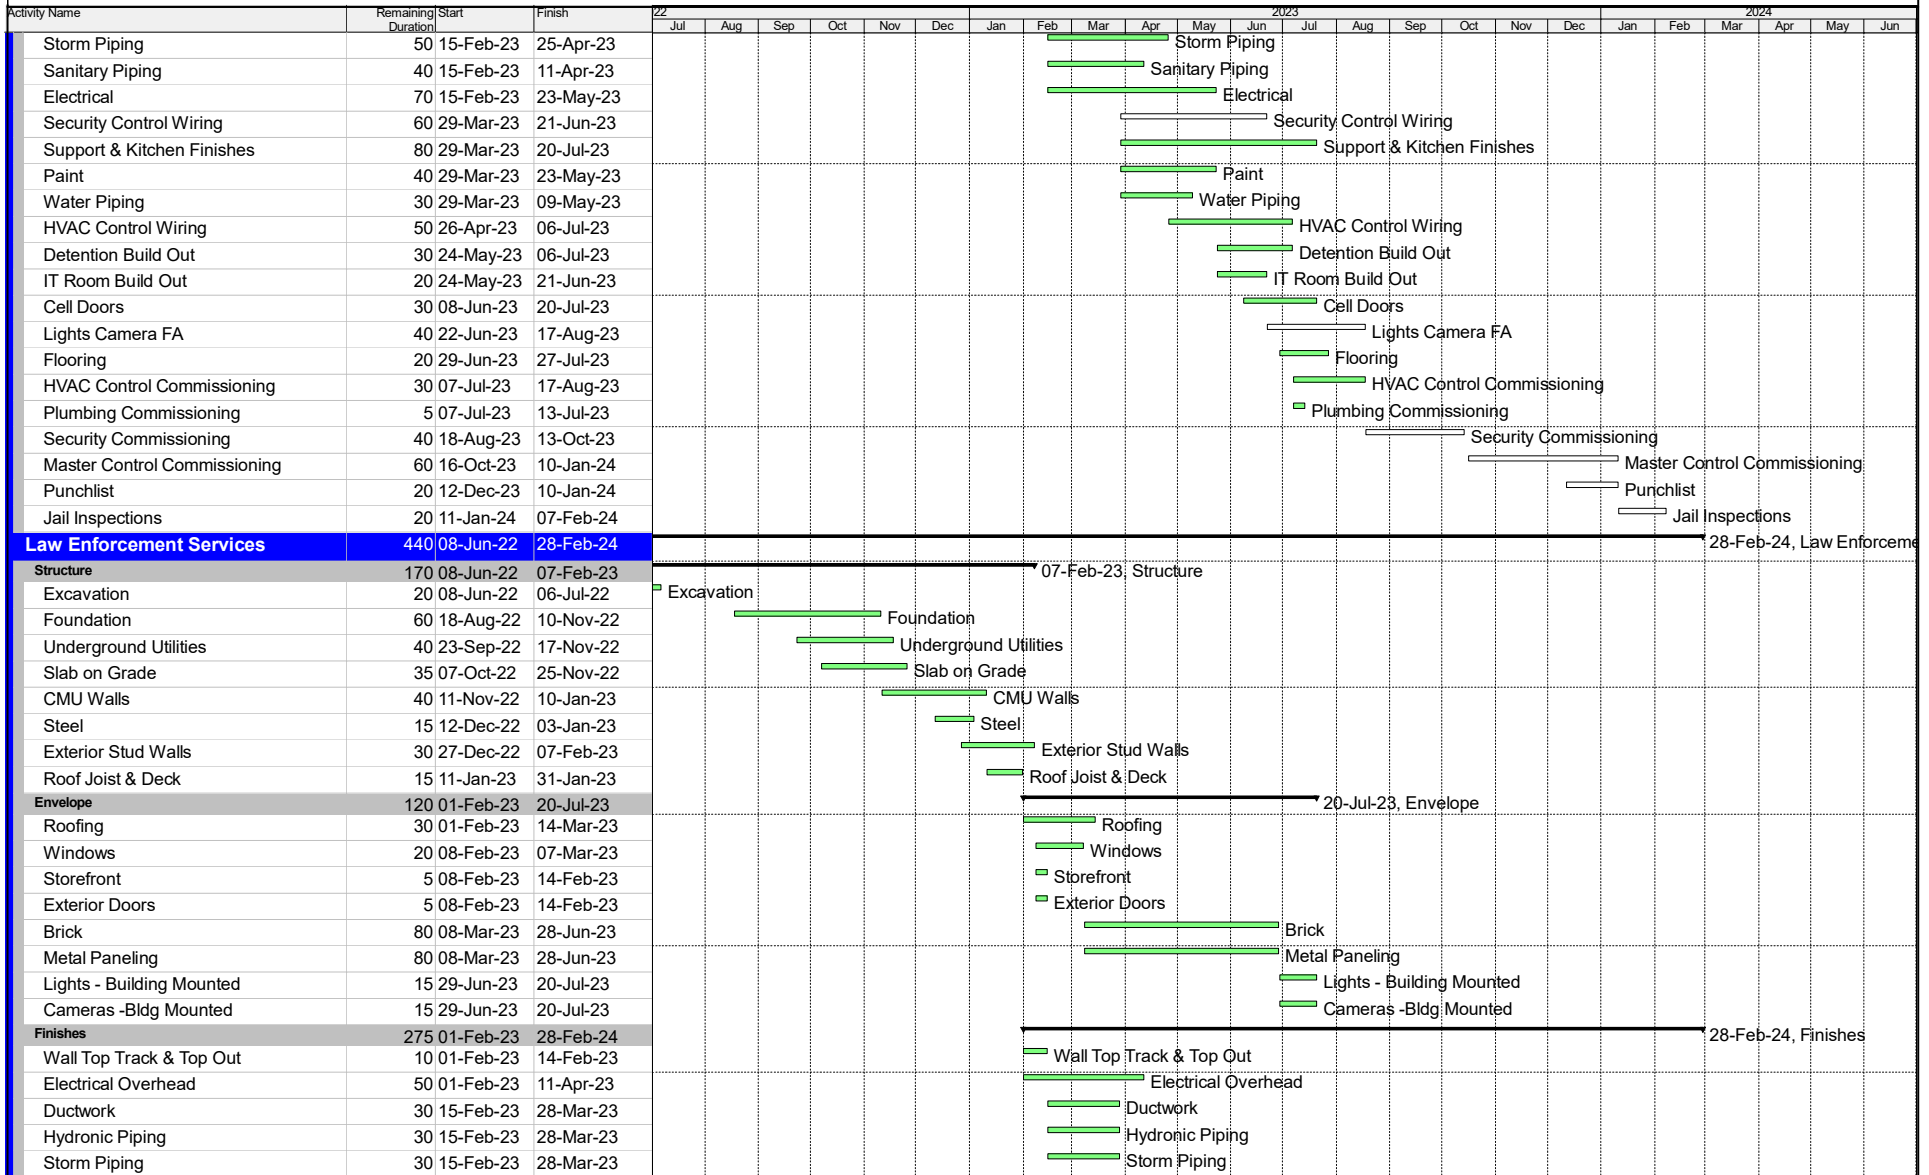 Activity Name Remaining Duration Start Finish 22 2023 2024
Jul Aug Sep Oct Nov Dec Jan Feb Mar Apr May Jun Jul Aug Sep Oct Nov Dec Jan Feb Mar Apr May Jun
Storm Piping 50 15-Feb-23 25-Apr-23 Storm Piping
Sanitary Piping 40 15-Feb-23 11-Apr-23 Sanitary Piping
Electrical 70 15-Feb-23 23-May-23 Electrical
Security Control Wiring 60 29-Mar-23 21-Jun-23 Security Control Wiring
Support & Kitchen Finishes 80 29-Mar-23 20-Jul-23 Support & Kitchen Finishes
Paint 40 29-Mar-23 23-May-23 Paint
Water Piping 30 29-Mar-23 09-May-23 Water Piping
HVAC Control Wiring 50 26-Apr-23 06-Jul-23 HVAC Control Wiring
Detention Build Out 30 24-May-23 06-Jul-23 Detention Build Out
IT Room Build Out 20 24-May-23 21-Jun-23 IT Room Build Out
Cell Doors 30 08-Jun-23 20-Jul-23 Cell Doors
Lights Camera FA 40 22-Jun-23 17-Aug-23 Lights Camera FA
Flooring 20 29-Jun-23 27-Jul-23 Flooring
HVAC Control Commissioning 30 07-Jul-23 17-Aug-23 HVAC Control Commissioning
Plumbing Commissioning 5 07-Jul-23 13-Jul-23 Plumbing Commissioning
Security Commissioning 40 18-Aug-23 13-Oct-23 Security Commissioning
Master Control Commissioning 60 16-Oct-23 10-Jan-24 Master Control Commissioning
Punchlist 20 12-Dec-23 10-Jan-24 Punchlist
Jail Inspections 20 11-Jan-24 07-Feb-24 Jail Inspections
Law Enforcement Services 440 08-Jun-22 28-Feb-24 28-Feb-24, Law Enforceme
Structure 170 08-Jun-22 07-Feb-23 07-Feb-23, Structure
Excavation 20 08-Jun-22 06-Jul-22 Excavation
Foundation 60 18-Aug-22 10-Nov-22 Foundation
Underground Utilities 40 23-Sep-22 17-Nov-22 Underground Utilities
Slab on Grade 35 07-Oct-22 25-Nov-22 Slab on Grade
CMU Walls 40 11-Nov-22 10-Jan-23 CMU Walls
Steel 15 12-Dec-22 03-Jan-23 Steel
Exterior Stud Walls 30 27-Dec-22 07-Feb-23 Exterior Stud Walls
Roof Joist & Deck 15 11-Jan-23 31-Jan-23 Roof Joist & Deck
Envelope 120 01-Feb-23 20-Jul-23 20-Jul-23, Envelope
Roofing 30 01-Feb-23 14-Mar-23 Roofing
Windows 20 08-Feb-23 07-Mar-23 Windows
Storefront 5 08-Feb-23 14-Feb-23 Storefront
Exterior Doors 5 08-Feb-23 14-Feb-23 Exterior Doors
Brick 80 08-Mar-23 28-Jun-23 Brick
Metal Paneling 80 08-Mar-23 28-Jun-23 Metal Paneling
Lights - Building Mounted 15 29-Jun-23 20-Jul-23 Lights - Building Mounted
Cameras -Bldg Mounted 15 29-Jun-23 20-Jul-23 Cameras -Bldg Mounted
Finishes 275 01-Feb-23 28-Feb-24 28-Feb-24, Finishes
Wall Top Track & Top Out 10 01-Feb-23 14-Feb-23 Wall Top Track & Top Out
Electrical Overhead 50 01-Feb-23 11-Apr-23 Electrical Overhead
Ductwork 30 15-Feb-23 28-Mar-23 Ductwork
Hydronic Piping 30 15-Feb-23 28-Mar-23 Hydronic Piping
Storm Piping 30 15-Feb-23 28-Mar-23 Storm Piping